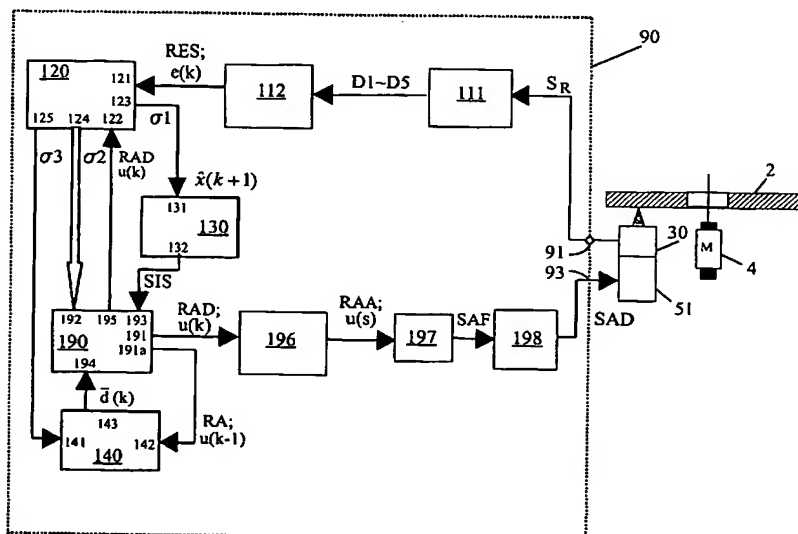 90
RES;
e(k)
D1~D5
S_R
120
121
123
125
124
122
112
111
σ3
σ2
RAD
u(k)
σ1
x̂(k+1)
131
130
132
2
M
4
91
93
30
51
SAD
SIS
192
195
193
190
191
191a
194
RAD;
u(k)
196
RAA;
u(s)
197
SAF
198
d̅(k)
RA;
u(k-1)
143
141
142
140